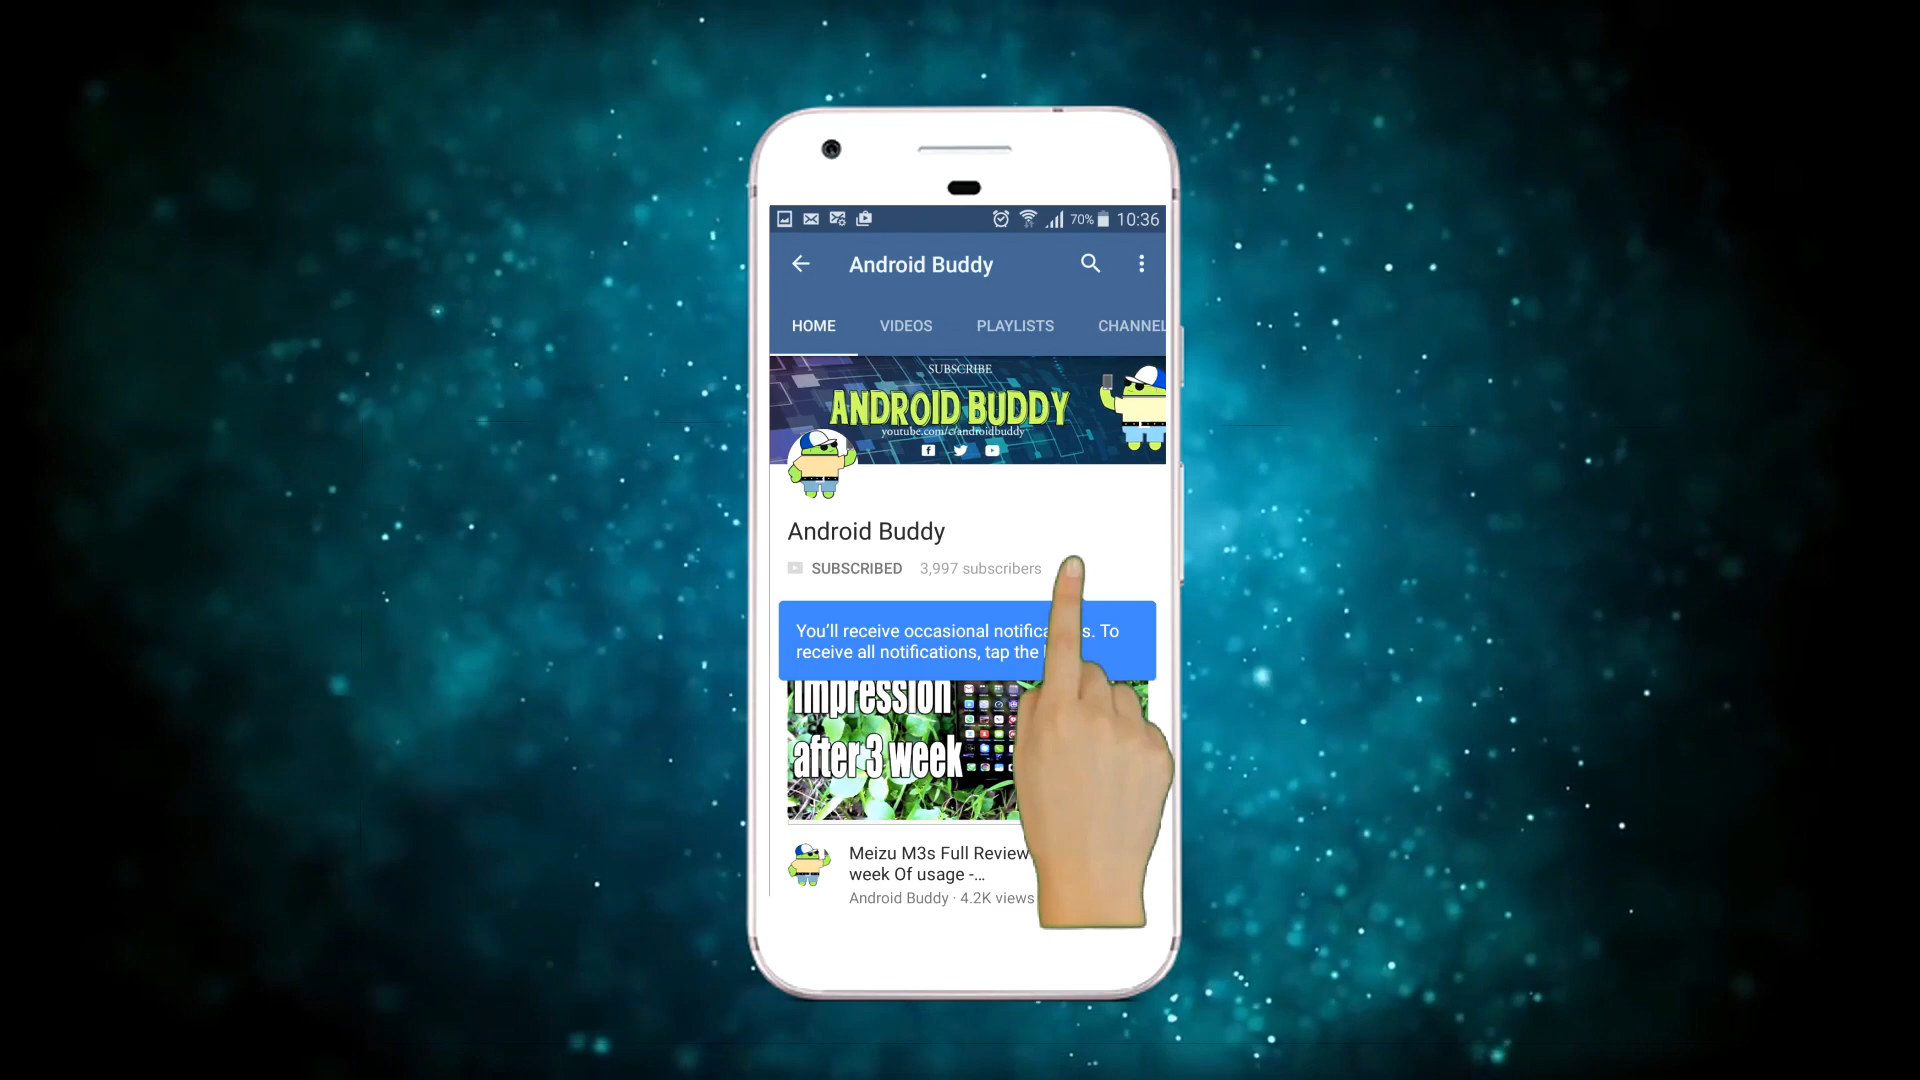 70% 10:36
Android Buddy
HOME VIDEOS PLAYLISTS CHANNEL
SUBSCRIBE
ANDROID BUDDY
youtube.com/c/androidbuddy
Android Buddy
SUBSCRIBED 3,997 subscribers
You'll receive occasional To
receive all notifications, tap the
Impression
after 3 week
Meizu M3s Full Review
week Of usage -...
Android Buddy · 4.2K views